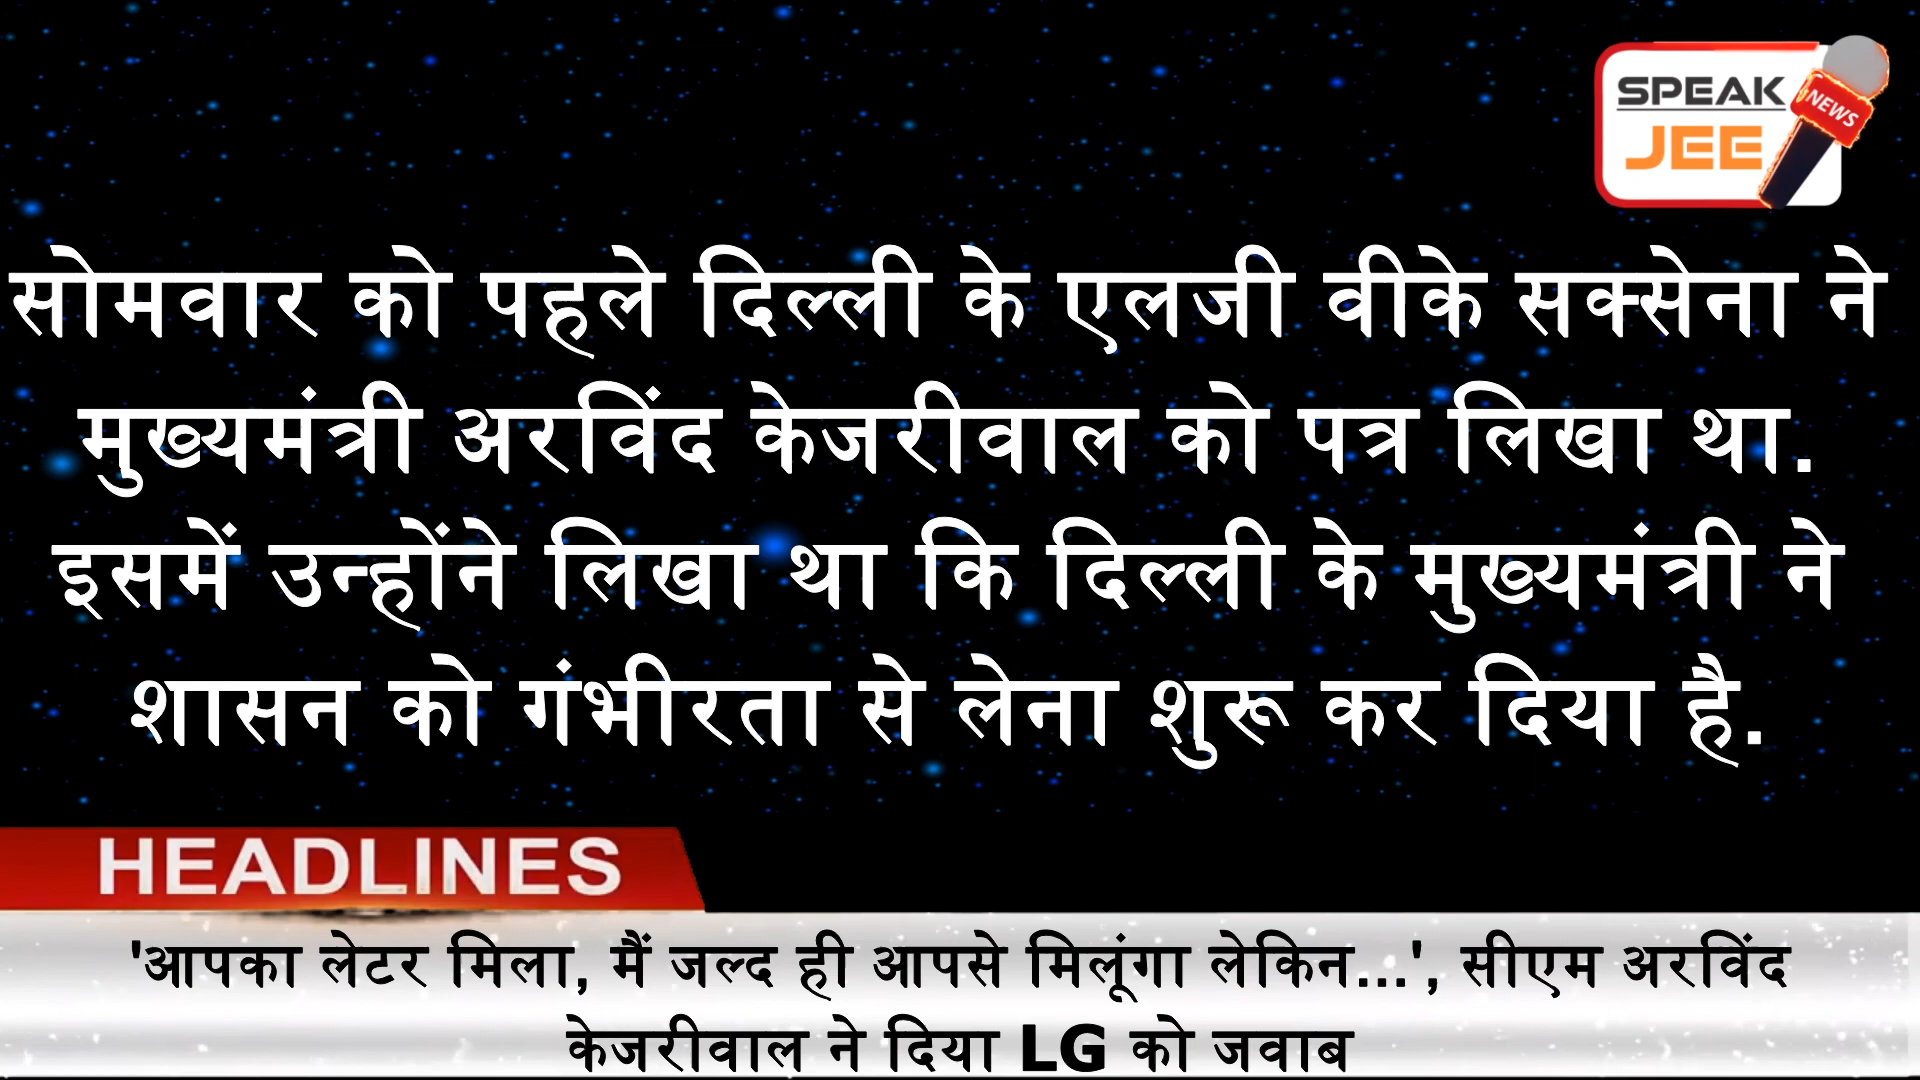 SPEAK
JEE
NEWS
सोमवार को पहले दिल्ली के एलजी वीके सक्सेना ने
मुख्यमंत्री अरविंद केजरीवाल को पत्र लिखा था.
इसमें उन्होंने लिखा था कि दिल्ली के मुख्यमंत्री ने
शासन को गंभीरता से लेना शुरू कर दिया है.
HEADLINES
'आपका लेटर मिला, मैं जल्द ही आपसे मिलूंगा लेकिन...', सीएम अरविंद
केजरीवाल ने दिया LG को जवाब